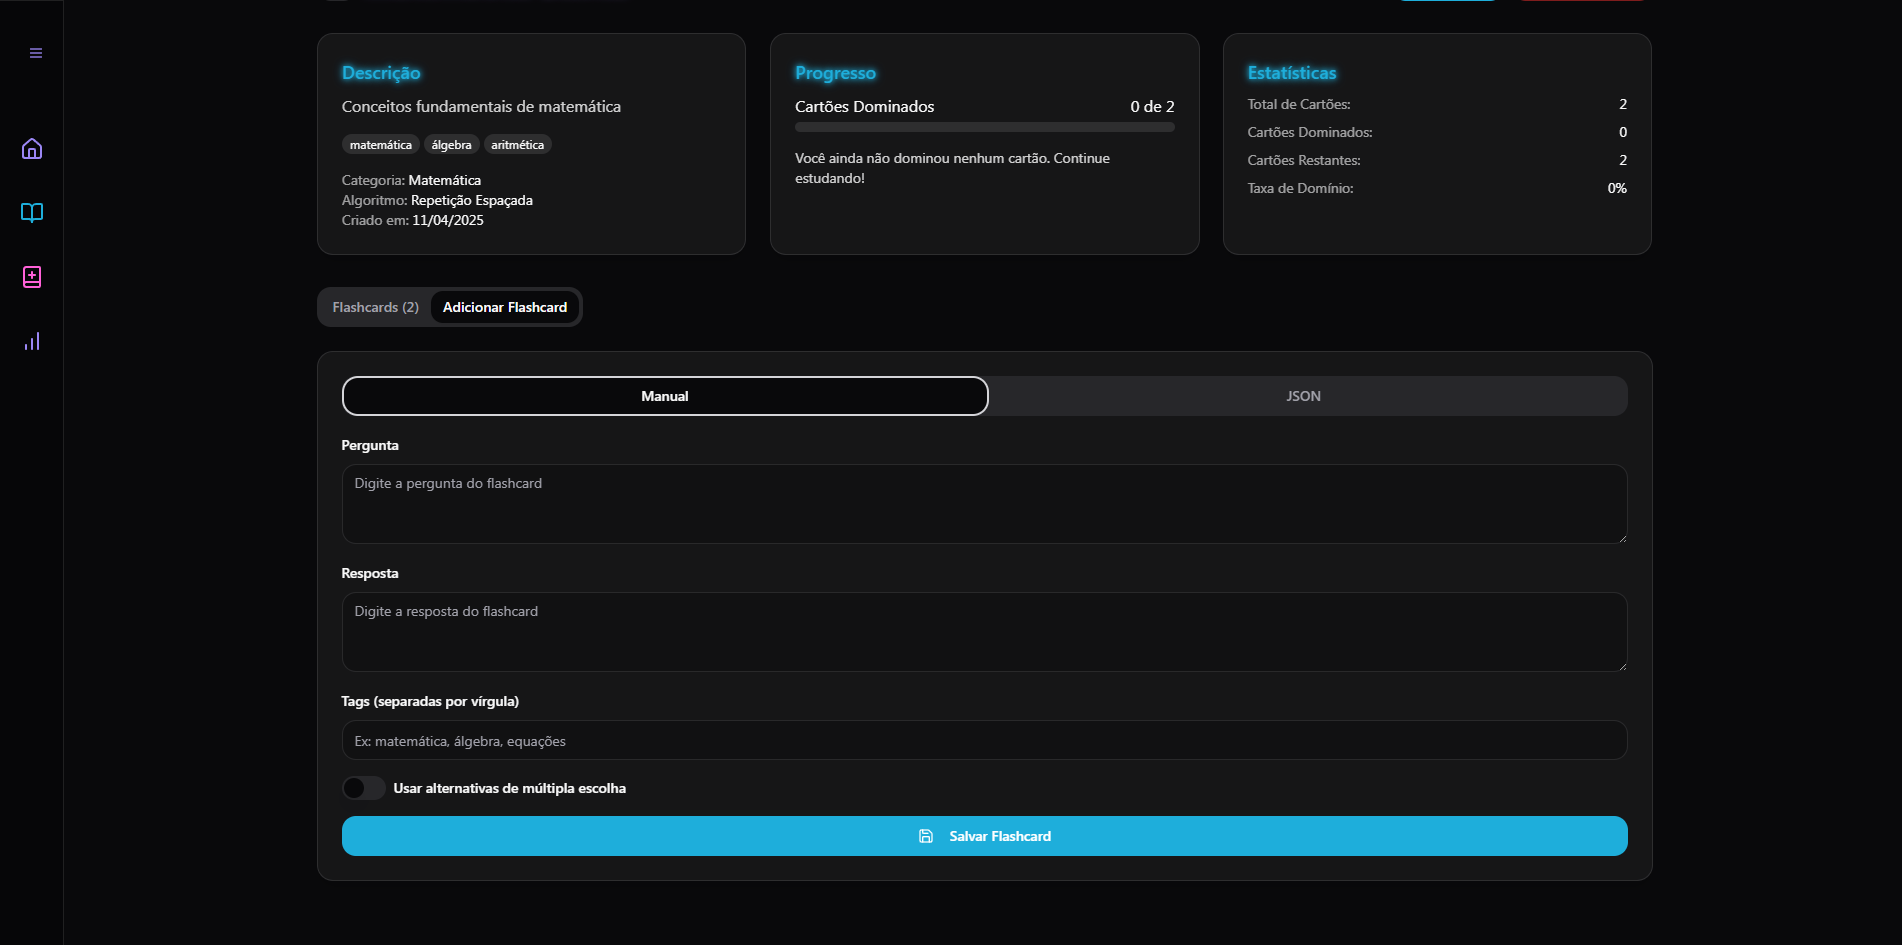 Descrição
Conceitos fundamentais de matemática
matemática álgebra aritmética
Categoria: Matemática
Algoritmo: Repetição Espaçada
Criado em: 11/04/2025
Progresso
Cartões Dominados 0 de 2
Você ainda não dominou nenhum cartão. Continue
estudando!
Estatísticas
Total de Cartões: 2
Cartões Dominados: 0
Cartões Restantes: 2
Taxa de Domínio: 0%
Flashcards (2) Adicionar Flashcard
Manual JSON
Pergunta
Digite a pergunta do flashcard
Resposta
Digite a resposta do flashcard
Tags (separadas por vírgula)
Ex: matemática, álgebra, equações
Usar alternativas de múltipla escolha
Salvar Flashcard